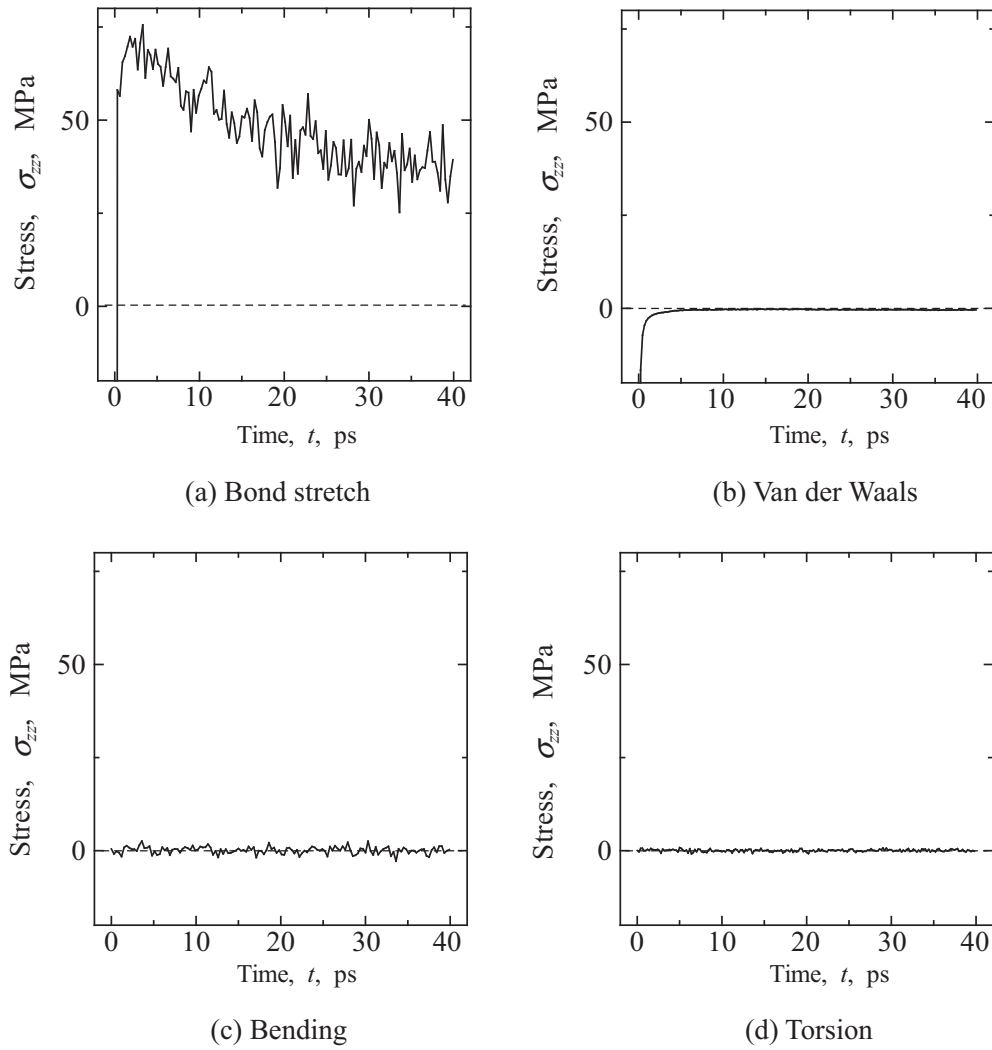 Stress, σzz, MPa
50
0
0 10 20 30 40
Time, t, ps
(a) Bond stretch
Stress, σzz, MPa
50
0
0 10 20 30 40
Time, t, ps
(b) Van der Waals
Stress, σzz, MPa
50
0
0 10 20 30 40
Time, t, ps
(c) Bending
Stress, σzz, MPa
50
0
0 10 20 30 40
Time, t, ps
(d) Torsion